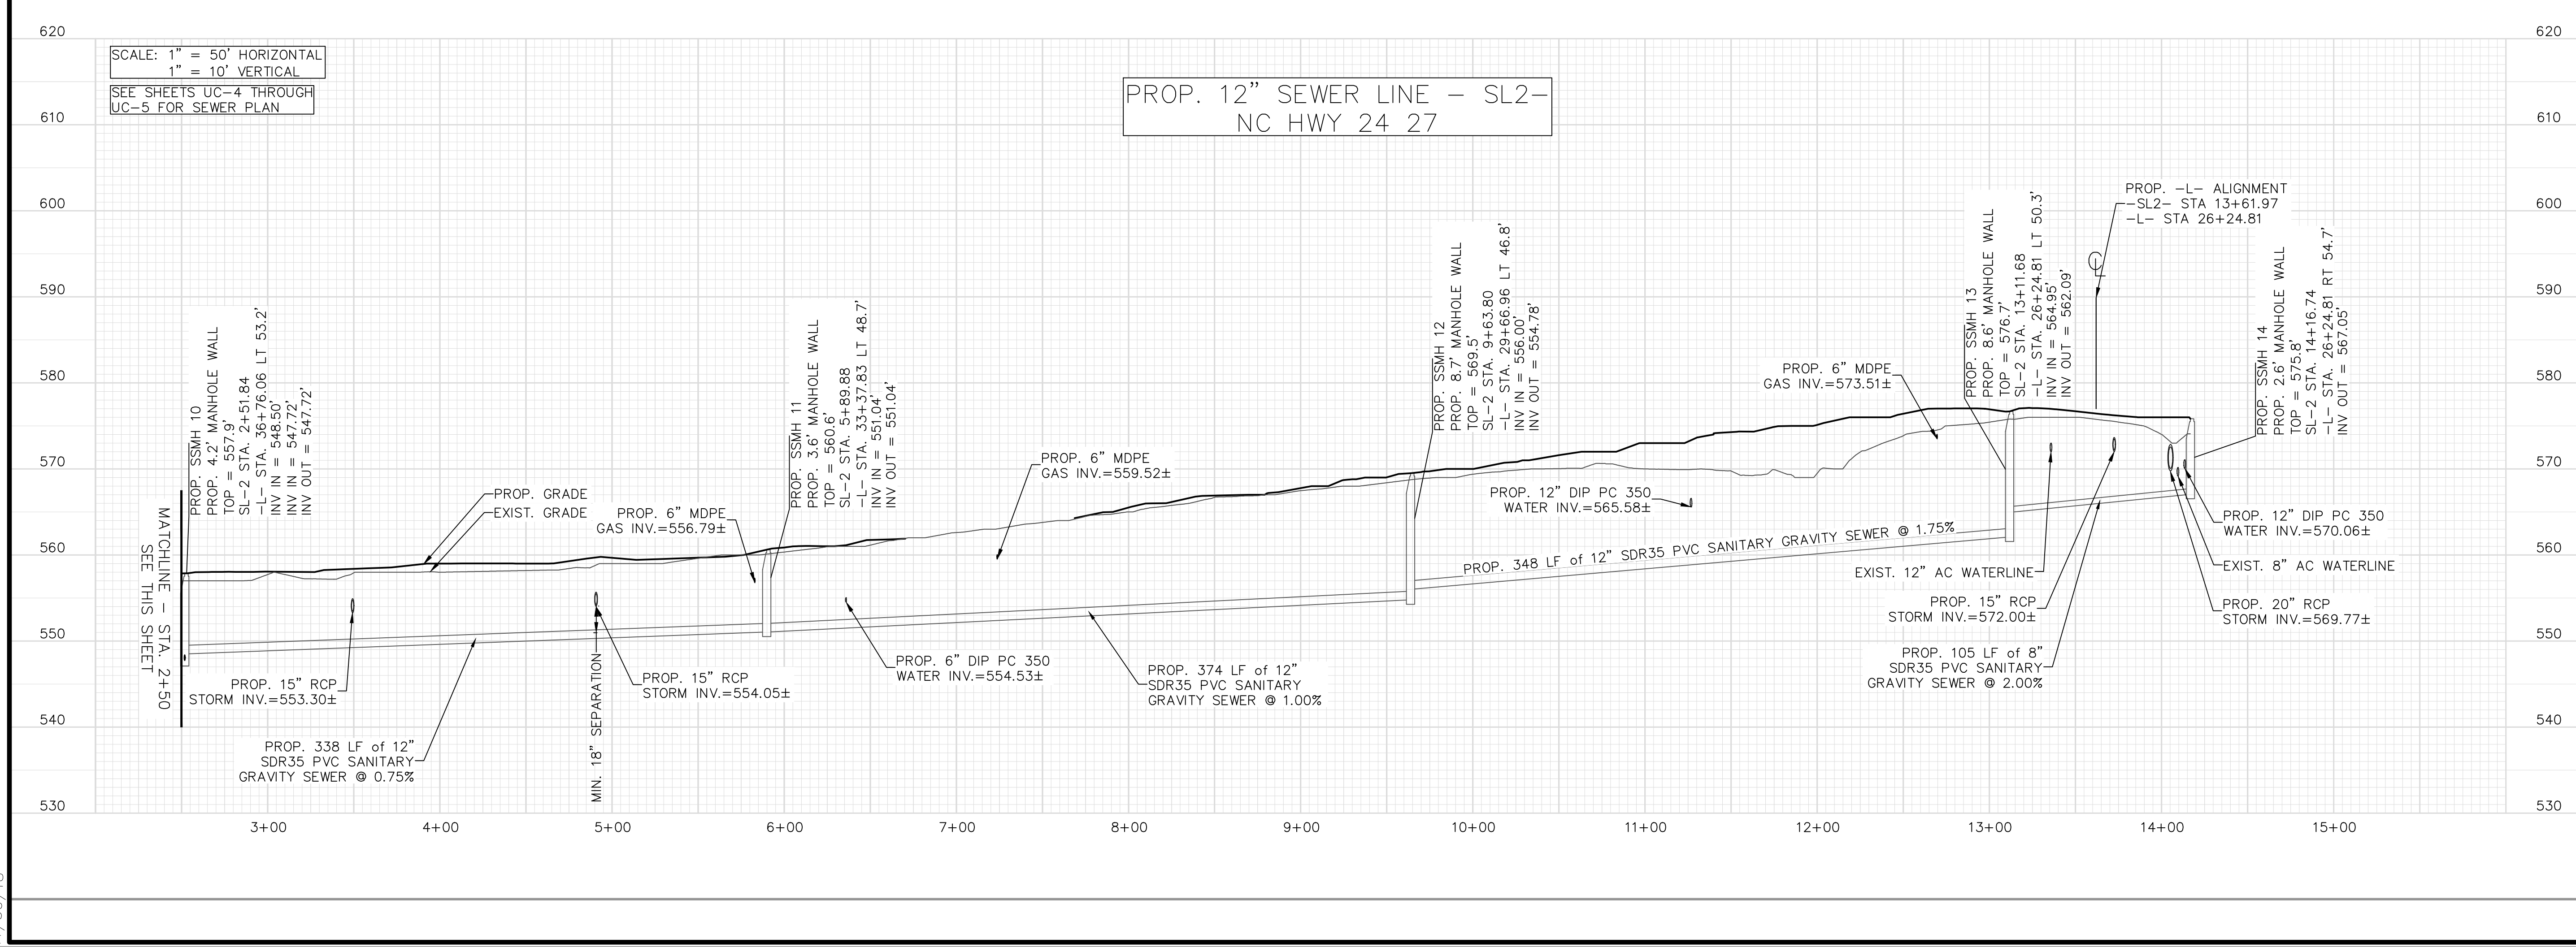 620
610
600
590
580
570
560
550
540
530
SCALE: 1" = 50' HORIZONTAL
1" = 10' VERTICAL
SEE SHEETS UC-4 THROUGH
UC-5 FOR SEWER PLAN
PROP. 12" SEWER LINE - SL2-
NC HWY 24 27
MATCHLINE - STA. 2+50
SEE THIS SHEET
PROP. SSMH 10
PROP. 4.2' MANHOLE WALL
TOP = 557.9'
SL-2 STA. 2+51.84
-L- STA. 36+76.06 LT 53.2'
INV IN = 548.50'
INV IN = 547.72'
INV OUT = 547.72'
PROP. GRADE
EXIST. GRADE
PROP. 15" RCP
STORM INV.=553.30±
PROP. 338 LF of 12"
SDR35 PVC SANITARY
GRAVITY SEWER @ 0.75%
MIN. 18" SEPARATION
PROP. 15" RCP
STORM INV.=554.05±
PROP. 6" MDPE
GAS INV.=556.79±
PROP. SSMH 11
PROP. 3.6' MANHOLE WALL
TOP = 560.6'
SL-2 STA. 5+89.88
-L- STA. 33+37.83 LT 48.7'
INV IN = 551.04'
INV OUT = 551.04'
PROP. 6" DIP PC 350
WATER INV.=554.53±
PROP. 6" MDPE
GAS INV.=559.52±
PROP. 374 LF of 12"
SDR35 PVC SANITARY
GRAVITY SEWER @ 1.00%
PROP. SSMH 12
PROP. 8.7' MANHOLE WALL
TOP = 569.5'
SL-2 STA. 9+63.80
-L- STA. 29+66.96 LT 46.8'
INV IN = 556.00'
INV OUT = 554.78'
PROP. 12" DIP PC 350
WATER INV.=565.58±
PROP. 348 LF OF 12" SDR35 PVC SANITARY GRAVITY SEWER @ 1.75%
PROP. 6" MDPE
GAS INV.=573.51±
PROP. SSMH 13
PROP. 8.6' MANHOLE WALL
TOP = 576.7'
SL-2 STA. 13+11.68
-L- STA. 26+24.81 LT 50.3'
INV IN = 564.95'
INV OUT = 562.09'
PROP. -L- ALIGNMENT
-SL2- STA 13+61.97
-L- STA 26+24.81
EXIST. 12" AC WATERLINE
PROP. 15" RCP
STORM INV.=572.00±
PROP. 105 LF of 8"
SDR35 PVC SANITARY
GRAVITY SEWER @ 2.00%
PROP. SSMH 14
PROP. 2.6' MANHOLE WALL
TOP = 575.8'
SL-2 STA. 14+16.74
-L- STA. 26+24.81 RT 54.7'
INV OUT = 567.05'
PROP. 12" DIP PC 350
WATER INV.=570.06±
EXIST. 8" AC WATERLINE
PROP. 20" RCP
STORM INV.=569.77±
620
610
600
590
580
570
560
550
540
530
3+00 4+00 5+00 6+00 7+00 8+00 9+00 10+00 11+00 12+00 13+00 14+00 15+00